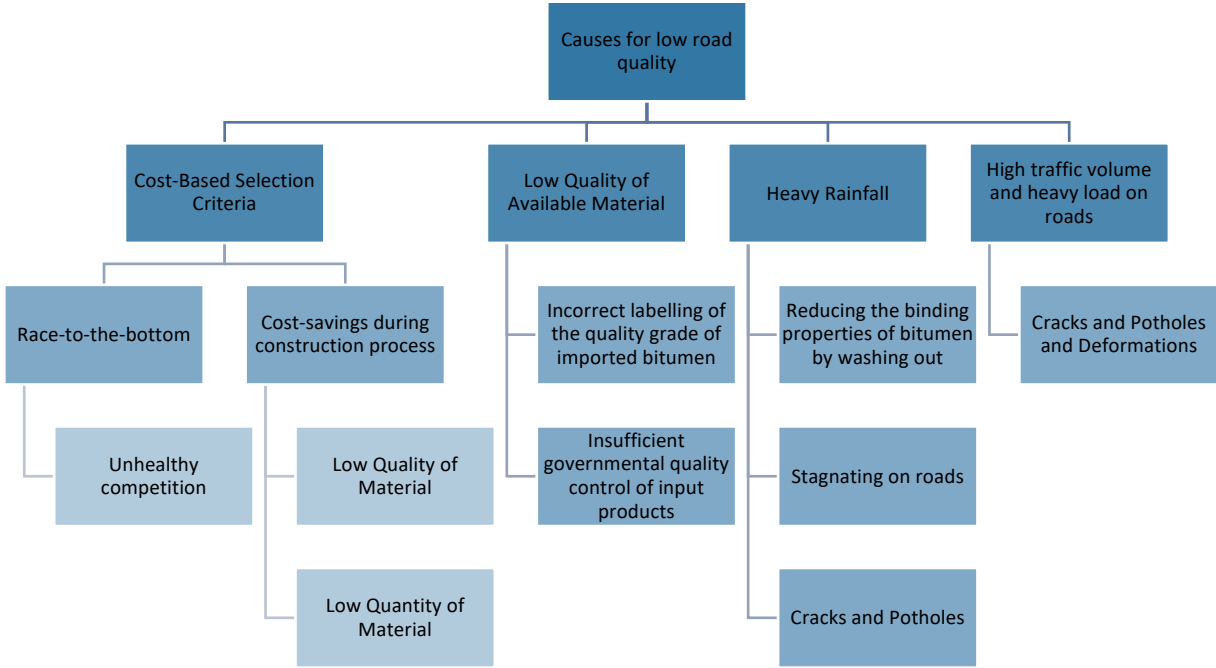 Causes for low road
quality
Cost-Based Selection
Criteria
Low Quality of
Available Material
Heavy Rainfall
High traffic volume
and heavy load on
roads
Race-to-the-bottom
Cost-savings during
construction process
Incorrect labelling of
the quality grade of
imported bitumen
Reducing the binding
properties of bitumen
by washing out
Cracks and Potholes
and Deformations
Unhealthy
competition
Low Quality of
Material
Insufficient
governmental quality
control of input
products
Stagnating on roads
Low Quantity of
Material
Cracks and Potholes